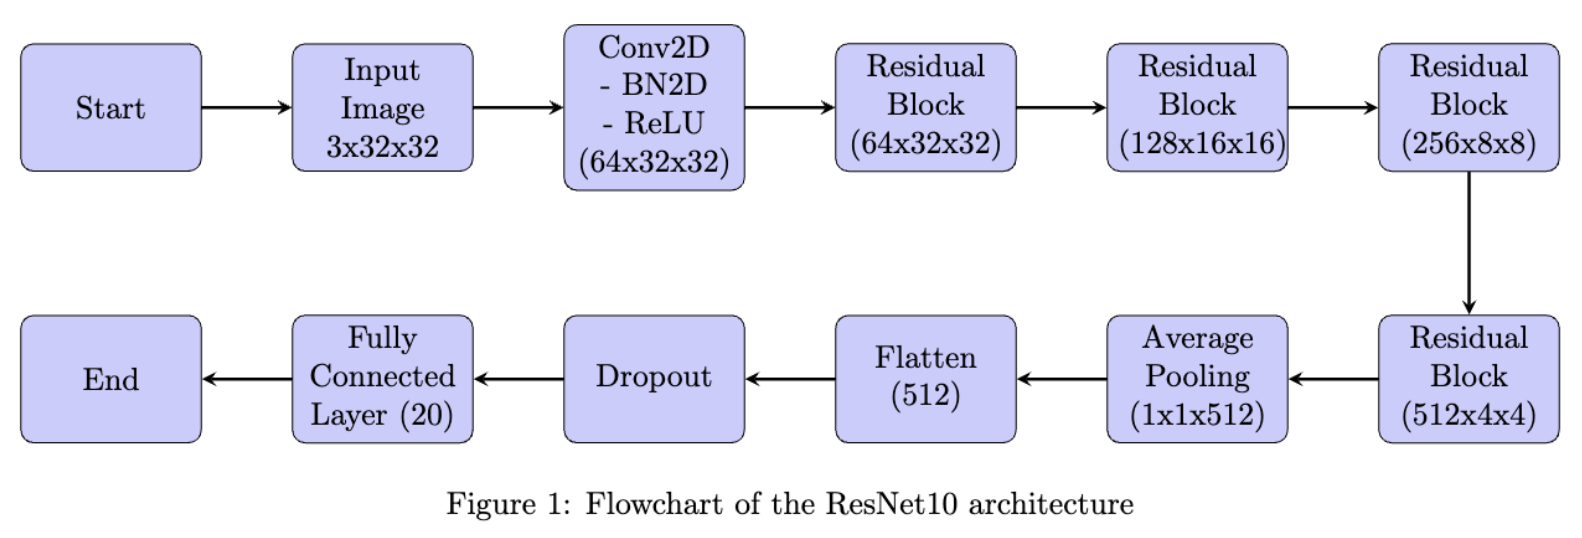 Start
Input
Image
3x32x32
Conv2D
- BN2D
- ReLU
(64x32x32)
Residual
Block
(64x32x32)
Residual
Block
(128x16x16)
Residual
Block
(256x8x8)
Residual
Block
(512x4x4)
Average
Pooling
(1x1x512)
Flatten
(512)
Dropout
Fully
Connected
Layer (20)
End
Figure 1: Flowchart of the ResNet10 architecture